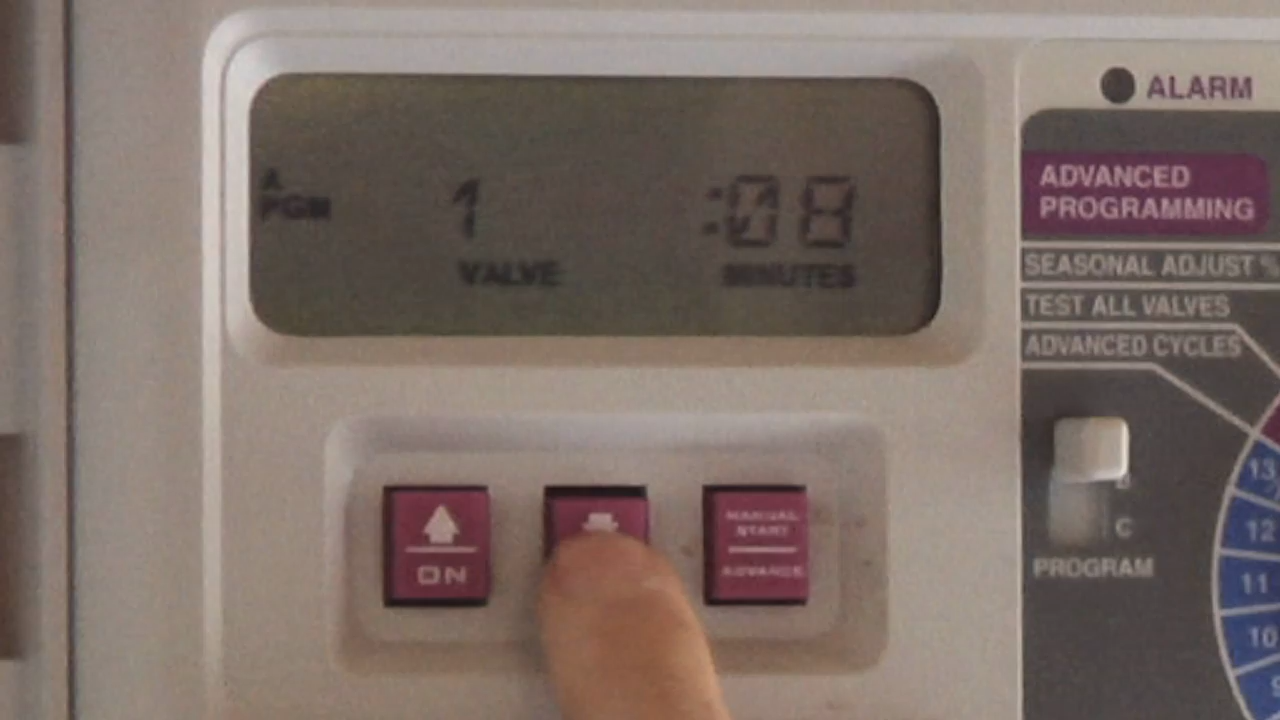 A
PGM
1
:08
VALVE
MINUTES
ALARM
ADVANCED
PROGRAMMING
SEASONAL ADJUST %
TEST ALL VALVES
ADVANCED CYCLES
ON
MANUAL
START
ADVANCE
C
PROGRAM
13
12
11
10